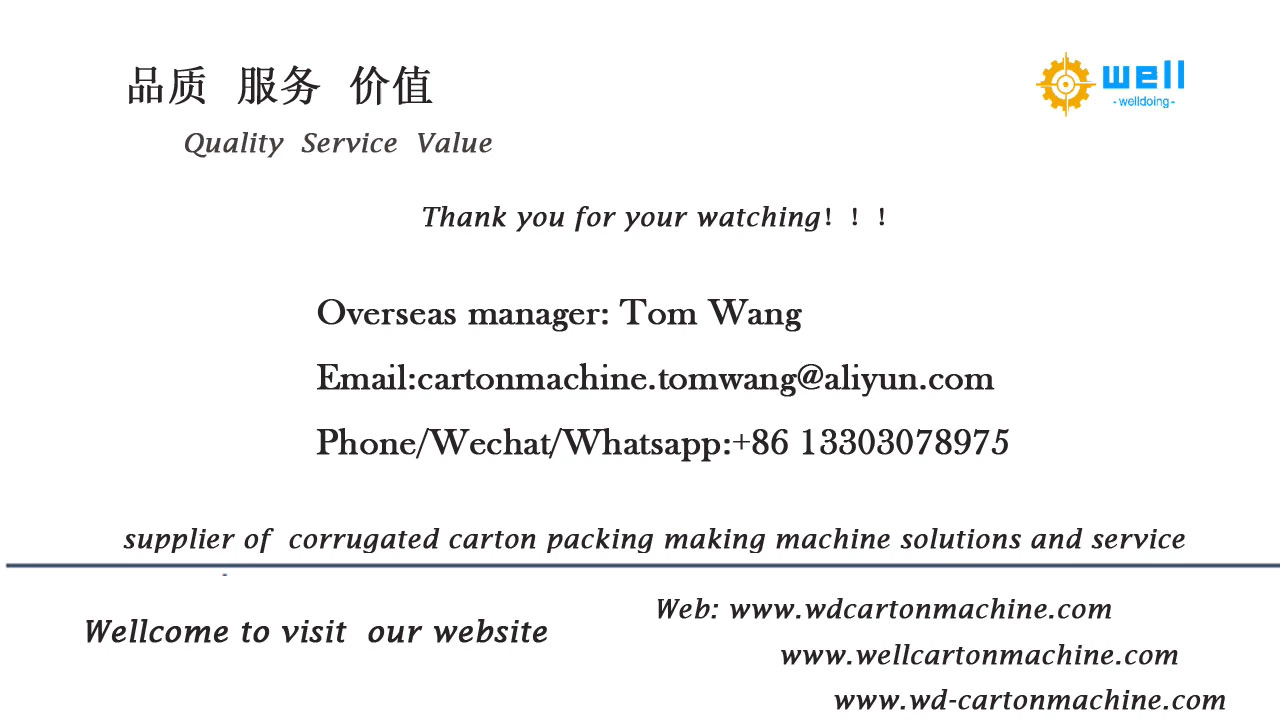 品质 服务 价值
well
-welldoing-
Quality Service Value
Thank you for your watching！！！
Overseas manager: Tom Wang
Email:cartonmachine.tomwang@aliyun.com
Phone/Wechat/Whatsapp:+86 13303078975
supplier of corrugated carton packing making machine solutions and service
Wellcome to visit our website
Web: www.wdcartonmachine.com
www.wellcartonmachine.com
www.wd-cartonmachine.com